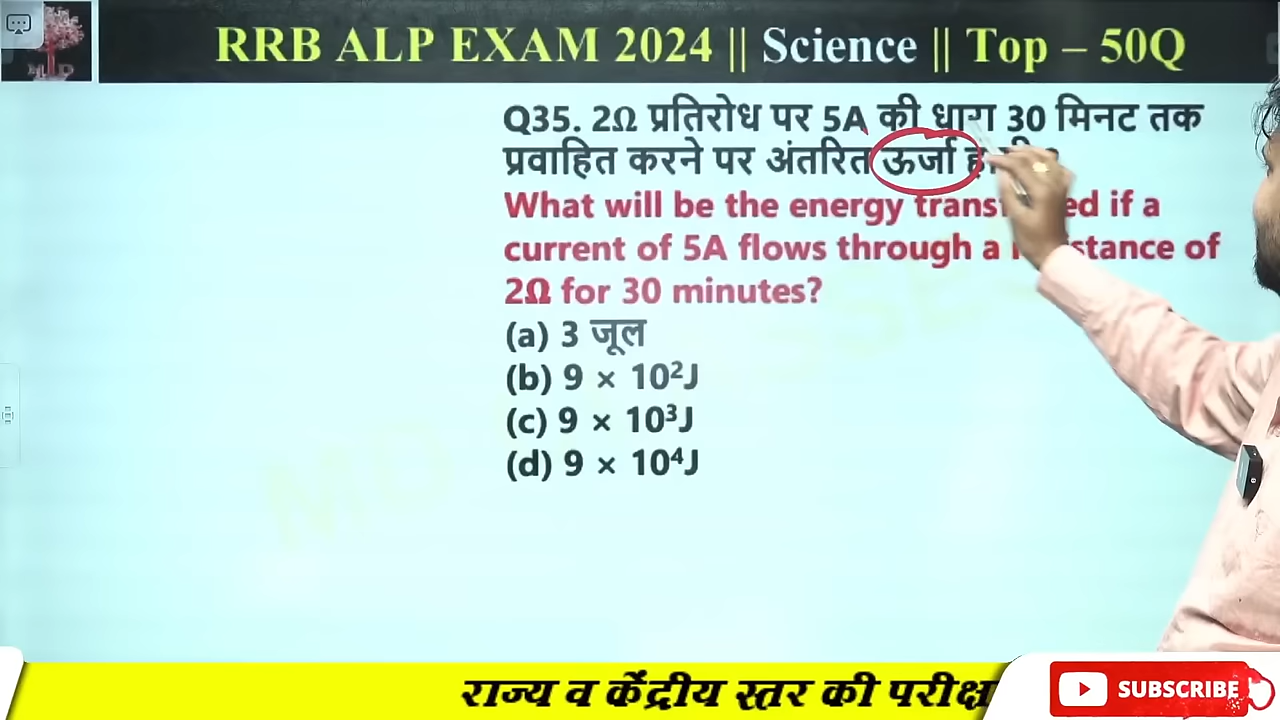 RRB ALP EXAM 2024 || Science || Top – 50Q
Q35. 2Ω प्रतिरोध पर 5A की धारा 30 मिनट तक
प्रवाहित करने पर अंतरित ऊर्जा
What will be the energy if a
current of 5A flows through a of
2Ω for 30 minutes?
(a) 3 जूल
(b) 9 × 10²J
(c) 9 × 10³J
(d) 9 × 10⁴J
राज्य व केंद्रीय स्तर की
SUBSCRIBE